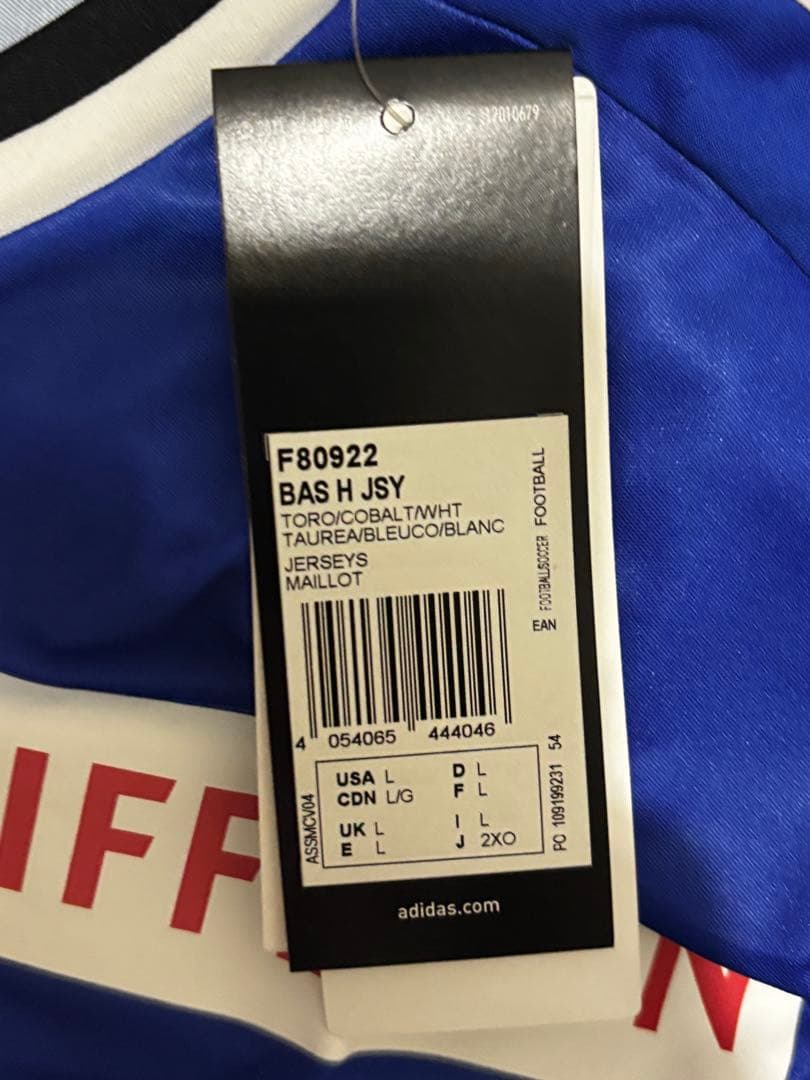 17010679
F80922
BAS H JSY
TORO/COBALT/WHT
TAUREA/BLEUCO/BLANC
JERSEYS
MAILLOT
FOOTBALL/SOCCER FOOTBALL
EAN
4 054065 444046
USA L D L
CDN L/G F L
UK L I L
E L J 2XO
ASSMCV04
PO 109199231 54
adidas.com
IFF
N